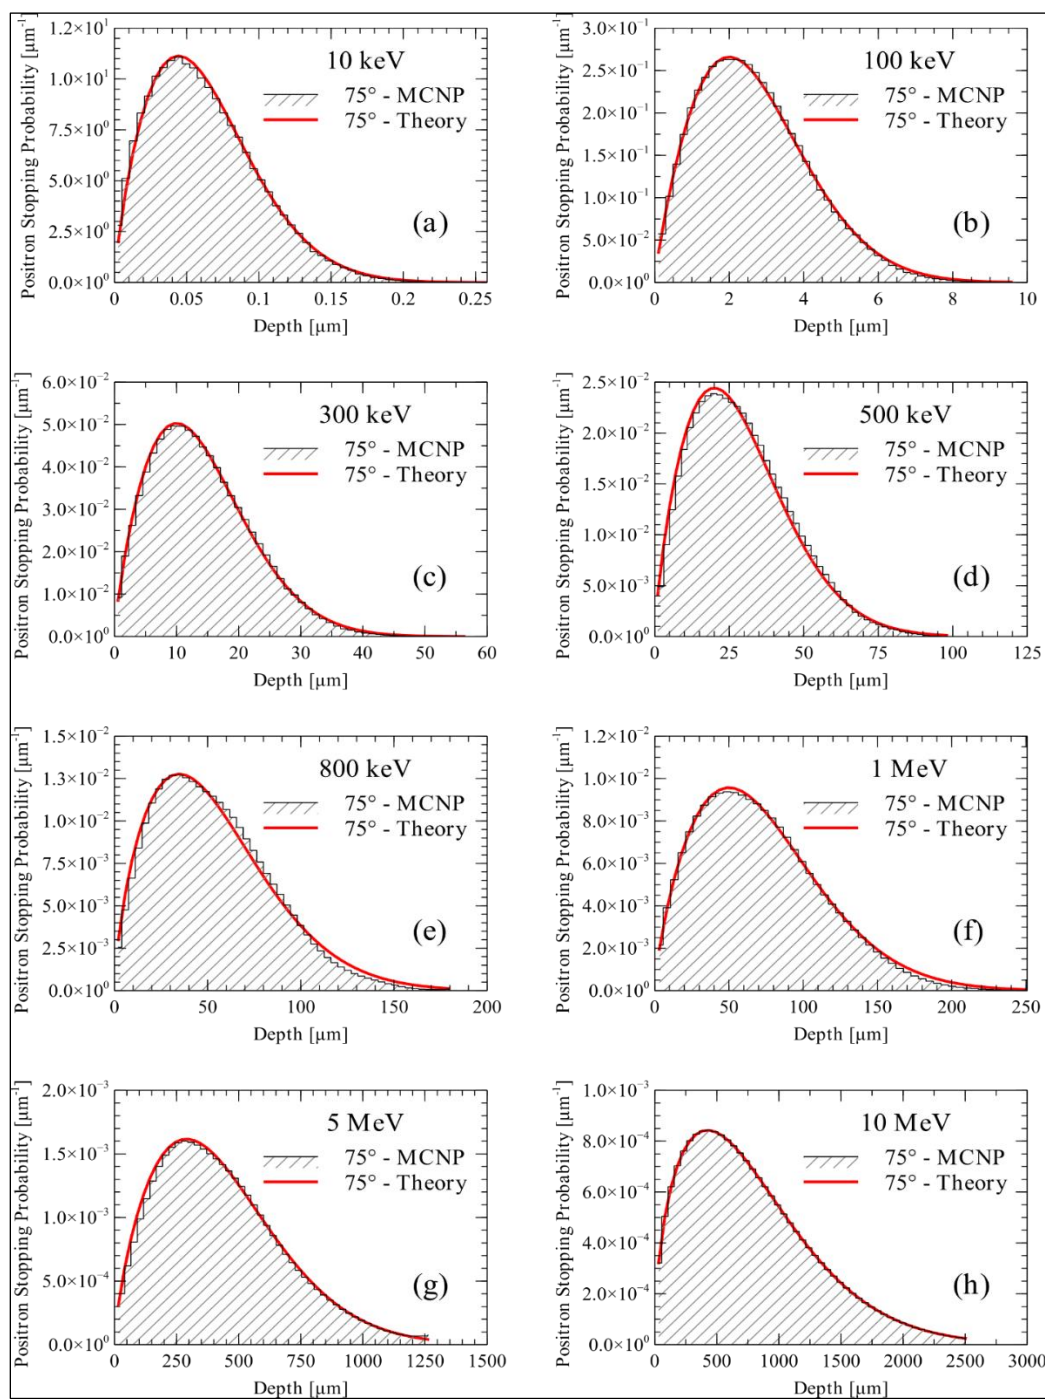 Positron Stopping Probability [µm⁻¹]
1.2×10¹
1.0×10¹
7.5×10⁰
5.0×10⁰
2.5×10⁰
0.0×10⁰
10 keV
75° - MCNP
75° - Theory
(a)
0 0.05 0.1 0.15 0.2 0.25
Depth [µm]
Positron Stopping Probability [µm⁻¹]
3.0×10⁻¹
2.5×10⁻¹
2.0×10⁻¹
1.5×10⁻¹
1.0×10⁻¹
5.0×10⁻²
0.0×10⁰
100 keV
75° - MCNP
75° - Theory
(b)
0 2 4 6 8 10
Depth [µm]
Positron Stopping Probability [µm⁻¹]
6.0×10⁻²
5.0×10⁻²
4.0×10⁻²
3.0×10⁻²
2.0×10⁻²
1.0×10⁻²
0.0×10⁰
300 keV
75° - MCNP
75° - Theory
(c)
0 10 20 30 40 50 60
Depth [µm]
Positron Stopping Probability [µm⁻¹]
2.5×10⁻²
2.0×10⁻²
1.5×10⁻²
1.0×10⁻²
5.0×10⁻³
0.0×10⁰
500 keV
75° - MCNP
75° - Theory
(d)
0 25 50 75 100 125
Depth [µm]
Positron Stopping Probability [µm⁻¹]
1.5×10⁻²
1.3×10⁻²
1.0×10⁻²
7.5×10⁻³
5.0×10⁻³
2.5×10⁻³
0.0×10⁰
800 keV
75° - MCNP
75° - Theory
(e)
0 50 100 150 200
Depth [µm]
Positron Stopping Probability [µm⁻¹]
1.2×10⁻²
1.0×10⁻²
8.0×10⁻³
6.0×10⁻³
4.0×10⁻³
2.0×10⁻³
0.0×10⁰
1 MeV
75° - MCNP
75° - Theory
(f)
0 50 100 150 200 250
Depth [µm]
Positron Stopping Probability [µm⁻¹]
2.0×10⁻³
1.5×10⁻³
1.0×10⁻³
5.0×10⁻⁴
0.0×10⁰
5 MeV
75° - MCNP
75° - Theory
(g)
0 250 500 750 1000 1250 1500
Depth [µm]
Positron Stopping Probability [µm⁻¹]
1.0×10⁻³
8.0×10⁻⁴
6.0×10⁻⁴
4.0×10⁻⁴
2.0×10⁻⁴
0.0×10⁰
10 MeV
75° - MCNP
75° - Theory
(h)
0 500 1000 1500 2000 2500 3000
Depth [µm]